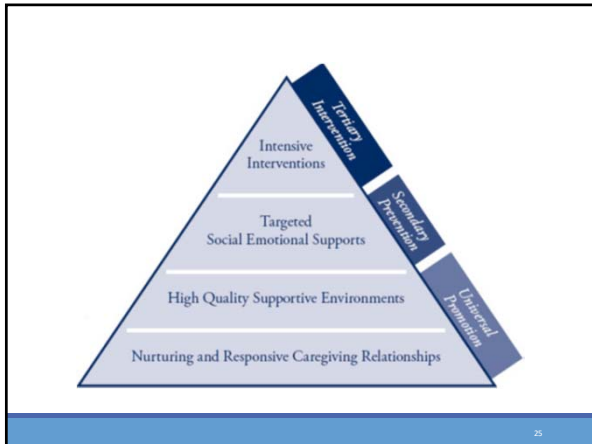 Intensive
Interventions
Tertiary
Intervention
Targeted
Social Emotional Supports
Secondary
Prevention
High Quality Supportive Environments
Universal
Promotion
Nurturing and Responsive Caregiving Relationships
25